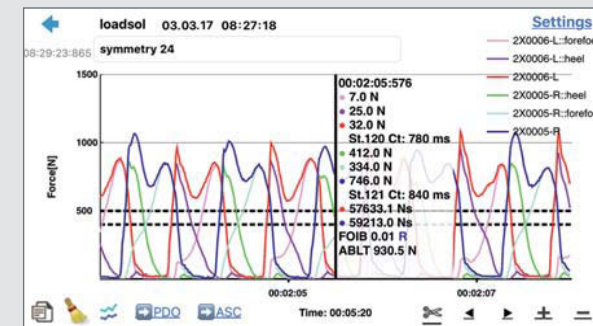 loadsol 03.03.17 08:27:18
Settings
08:29:23:865
symmetry 24
2X0006-L::forefoo
2X0006-L::heel
2X0006-L
2X0005-R::heel
2X0005-R::forefo
2X0005-R
1500
1000
500
Force[N]
00:02:05:576
7.0 N
25.0 N
32.0 N
St.120 Ct: 780 ms
412.0 N
334.0 N
746.0 N
St.121 Ct: 840 ms
57633.1 Ns
59213.0 Ns
FOIB 0.01 R
ABLT 930.5 N
00:02:05
00:02:07
PDO
ASC
Time: 00:05:20